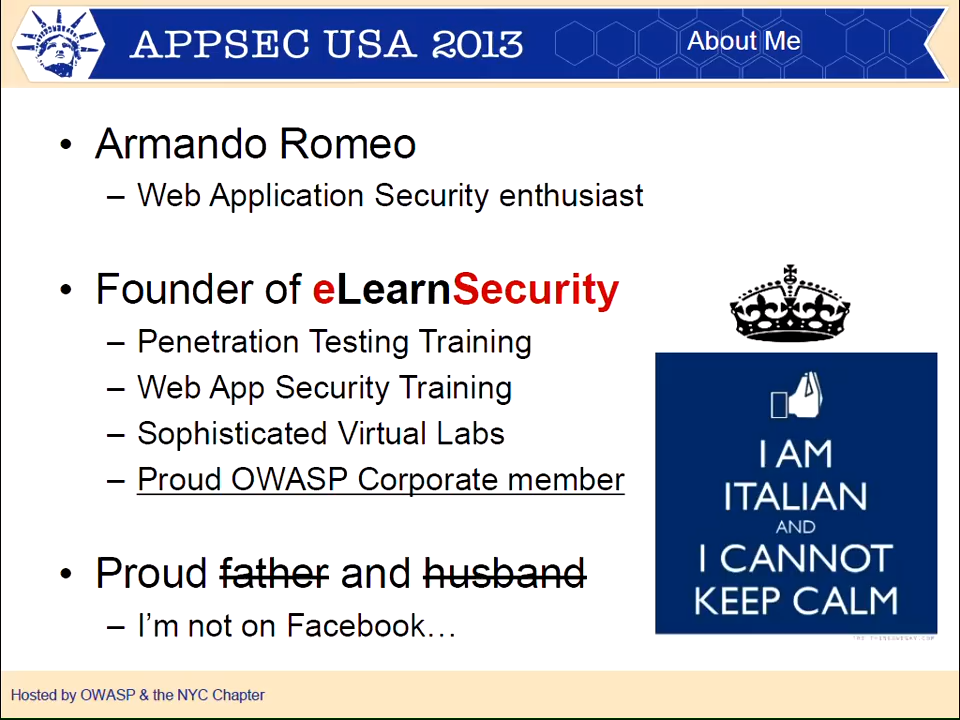 APPSEC USA 2013
About Me
• Armando Romeo
– Web Application Security enthusiast
• Founder of eLearnSecurity
– Penetration Testing Training
– Web App Security Training
– Sophisticated Virtual Labs
– Proud OWASP Corporate member
• Proud father and husband
– I'm not on Facebook…
I AM
ITALIAN
AND
I CANNOT
KEEP CALM
Hosted by OWASP & the NYC Chapter